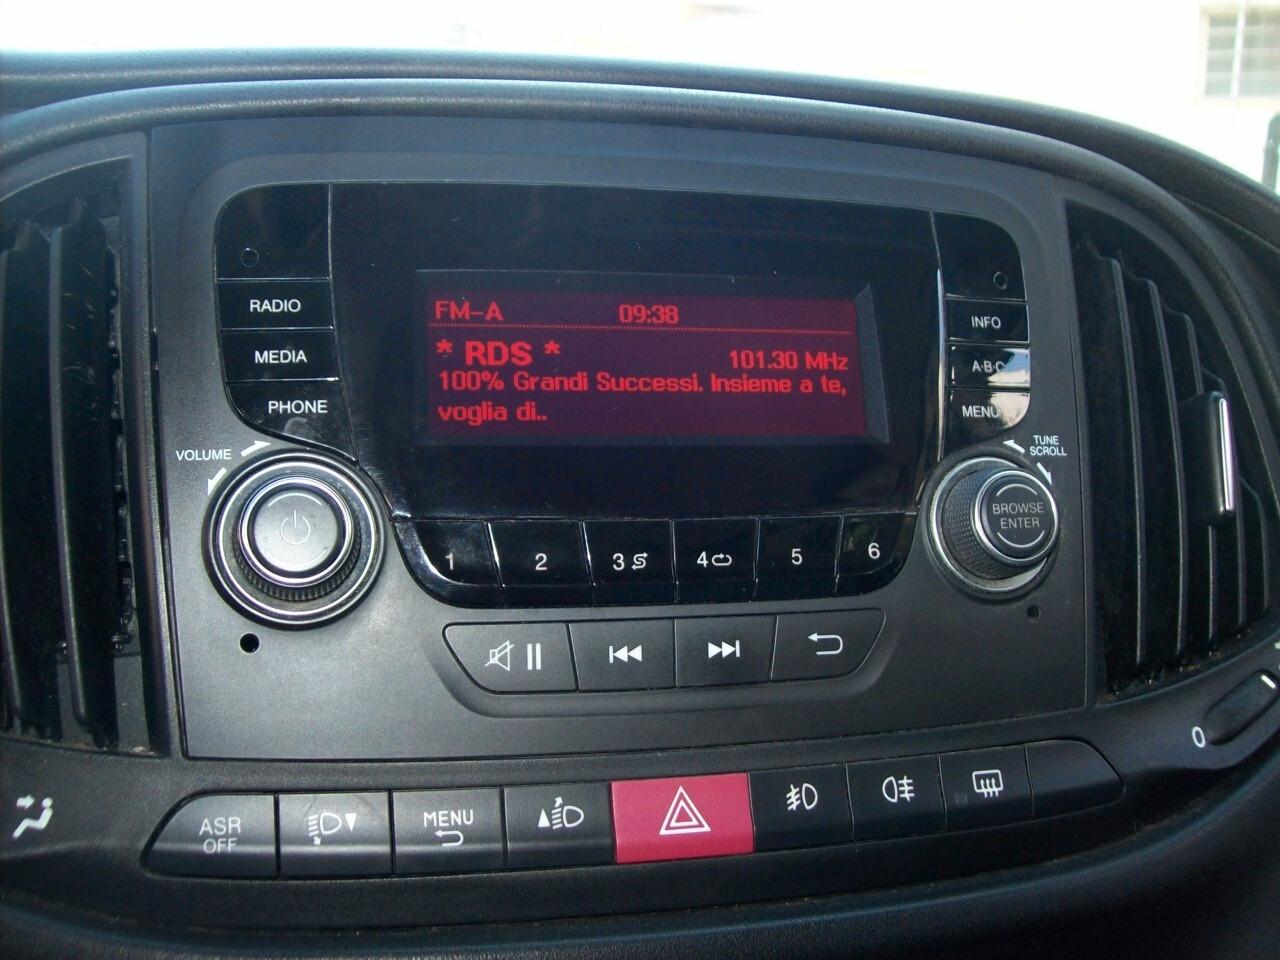 RADIO
MEDIA
PHONE
VOLUME
FM-A 09:38
* RDS * 101.30 MHz
100% Grandi Successi. Insieme a te,
voglia di..
INFO
A·B·C
MENU
TUNE
SCROLL
BROWSE
ENTER
1 2 3 4 5 6
0
ASR
OFF
MENU